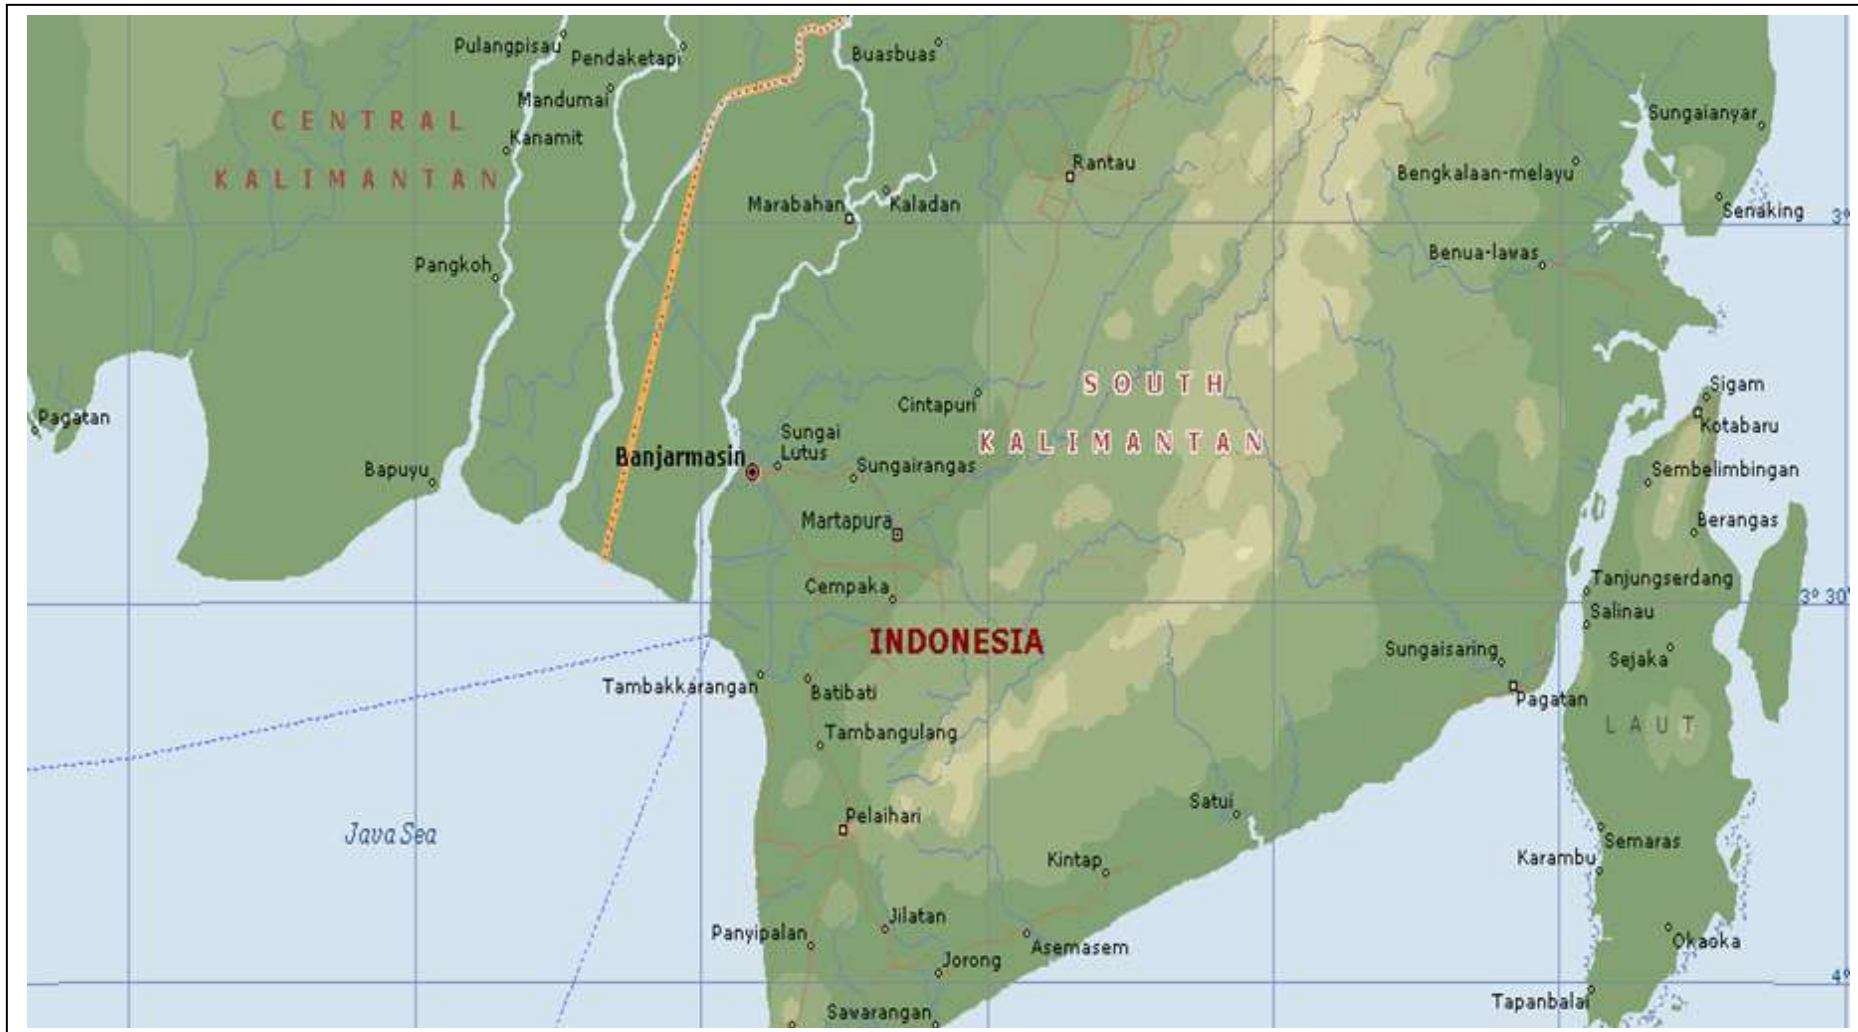 Pulangpisau
Pendaketapi
Buasbuas
Mandumai
CENTRAL
KALIMANTAN
Kanamit
Sungaianyar
Rantau
Bengkalaan-melayu
Marabahan
Kaladan
Senaking
3°
Benua-lawas
Pangkoh
SOUTH
KALIMANTAN
Sigam
Cintapuri
Pagatan
Kotabaru
Sungai
Lutus
Banjarmasin
Sungairangas
Bapuyu
Sembelimbingan
Martapura
Berangas
Cempaka
Tanjungserdang
3° 30'
Salinau
INDONESIA
Sungaisaring
Sejaka
Tambakkarangan
Batibati
Pagatan
LAUT
Tambangulang
Satui
Pelaihari
Java Sea
Semaras
Kintap
Karambu
Jilatan
Panyipalan
Asemasem
Okaoka
Jorong
4°
Tapanbalai
Sawarangan